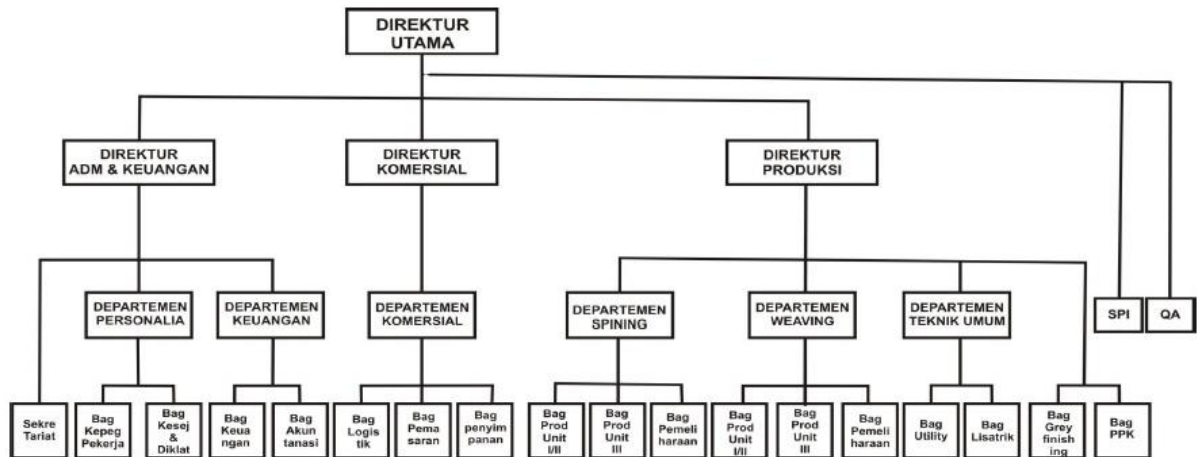 DIREKTUR
UTAMA
DIREKTUR
ADM & KEUANGAN
DIREKTUR
KOMERSIAL
DIREKTUR
PRODUKSI
DEPARTEMEN
PERSONALIA
DEPARTEMEN
KEUANGAN
DEPARTEMEN
KOMERSIAL
DEPARTEMEN
SPINING
DEPARTEMEN
WEAVING
DEPARTEMEN
TEKNIK UMUM
SPI
QA
Sekre
Tariat
Bag
Kepeg
Pekerja
Bag
Kesej
&
Diklat
Bag
Keua
ngan
Bag
Akun
tanasi
Bag
Logis
tik
Bag
Pema
saran
Bag
penyim
panan
Bag
Prod
Unit
I/II
Bag
Prod
Unit
III
Bag
Pemeli
haraan
Bag
Prod
Unit
I/II
Bag
Prod
Unit
III
Bag
Pemeli
haraan
Bag
Utility
Bag
Lisatrik
Bag
Grey
finish
ing
Bag
PPK